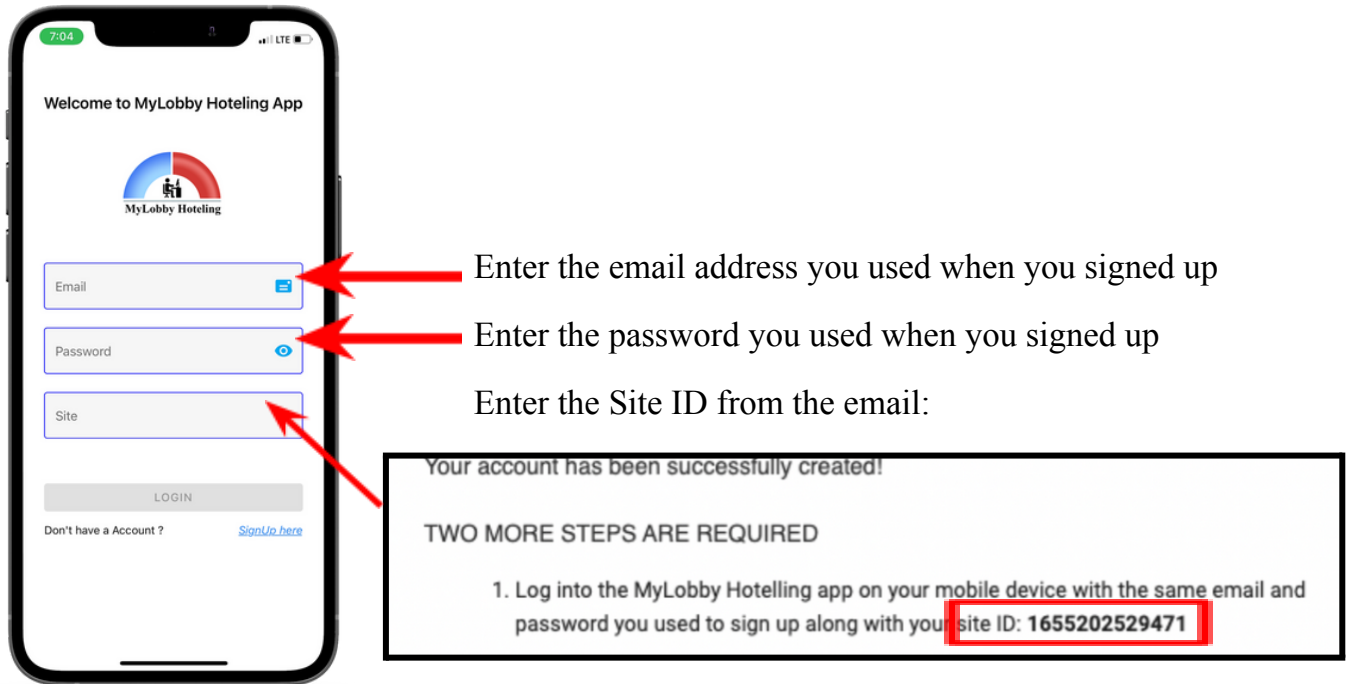 7:04
LTE
Welcome to MyLobby Hoteling App
MyLobby Hoteling
Email
Password
Site
LOGIN
Don't have a Account ?
SignUp here
Enter the email address you used when you signed up
Enter the password you used when you signed up
Enter the Site ID from the email:
Your account has been successfully created!
TWO MORE STEPS ARE REQUIRED
1. Log into the MyLobby Hotelling app on your mobile device with the same email and
password you used to sign up along with your site ID: 1655202529471